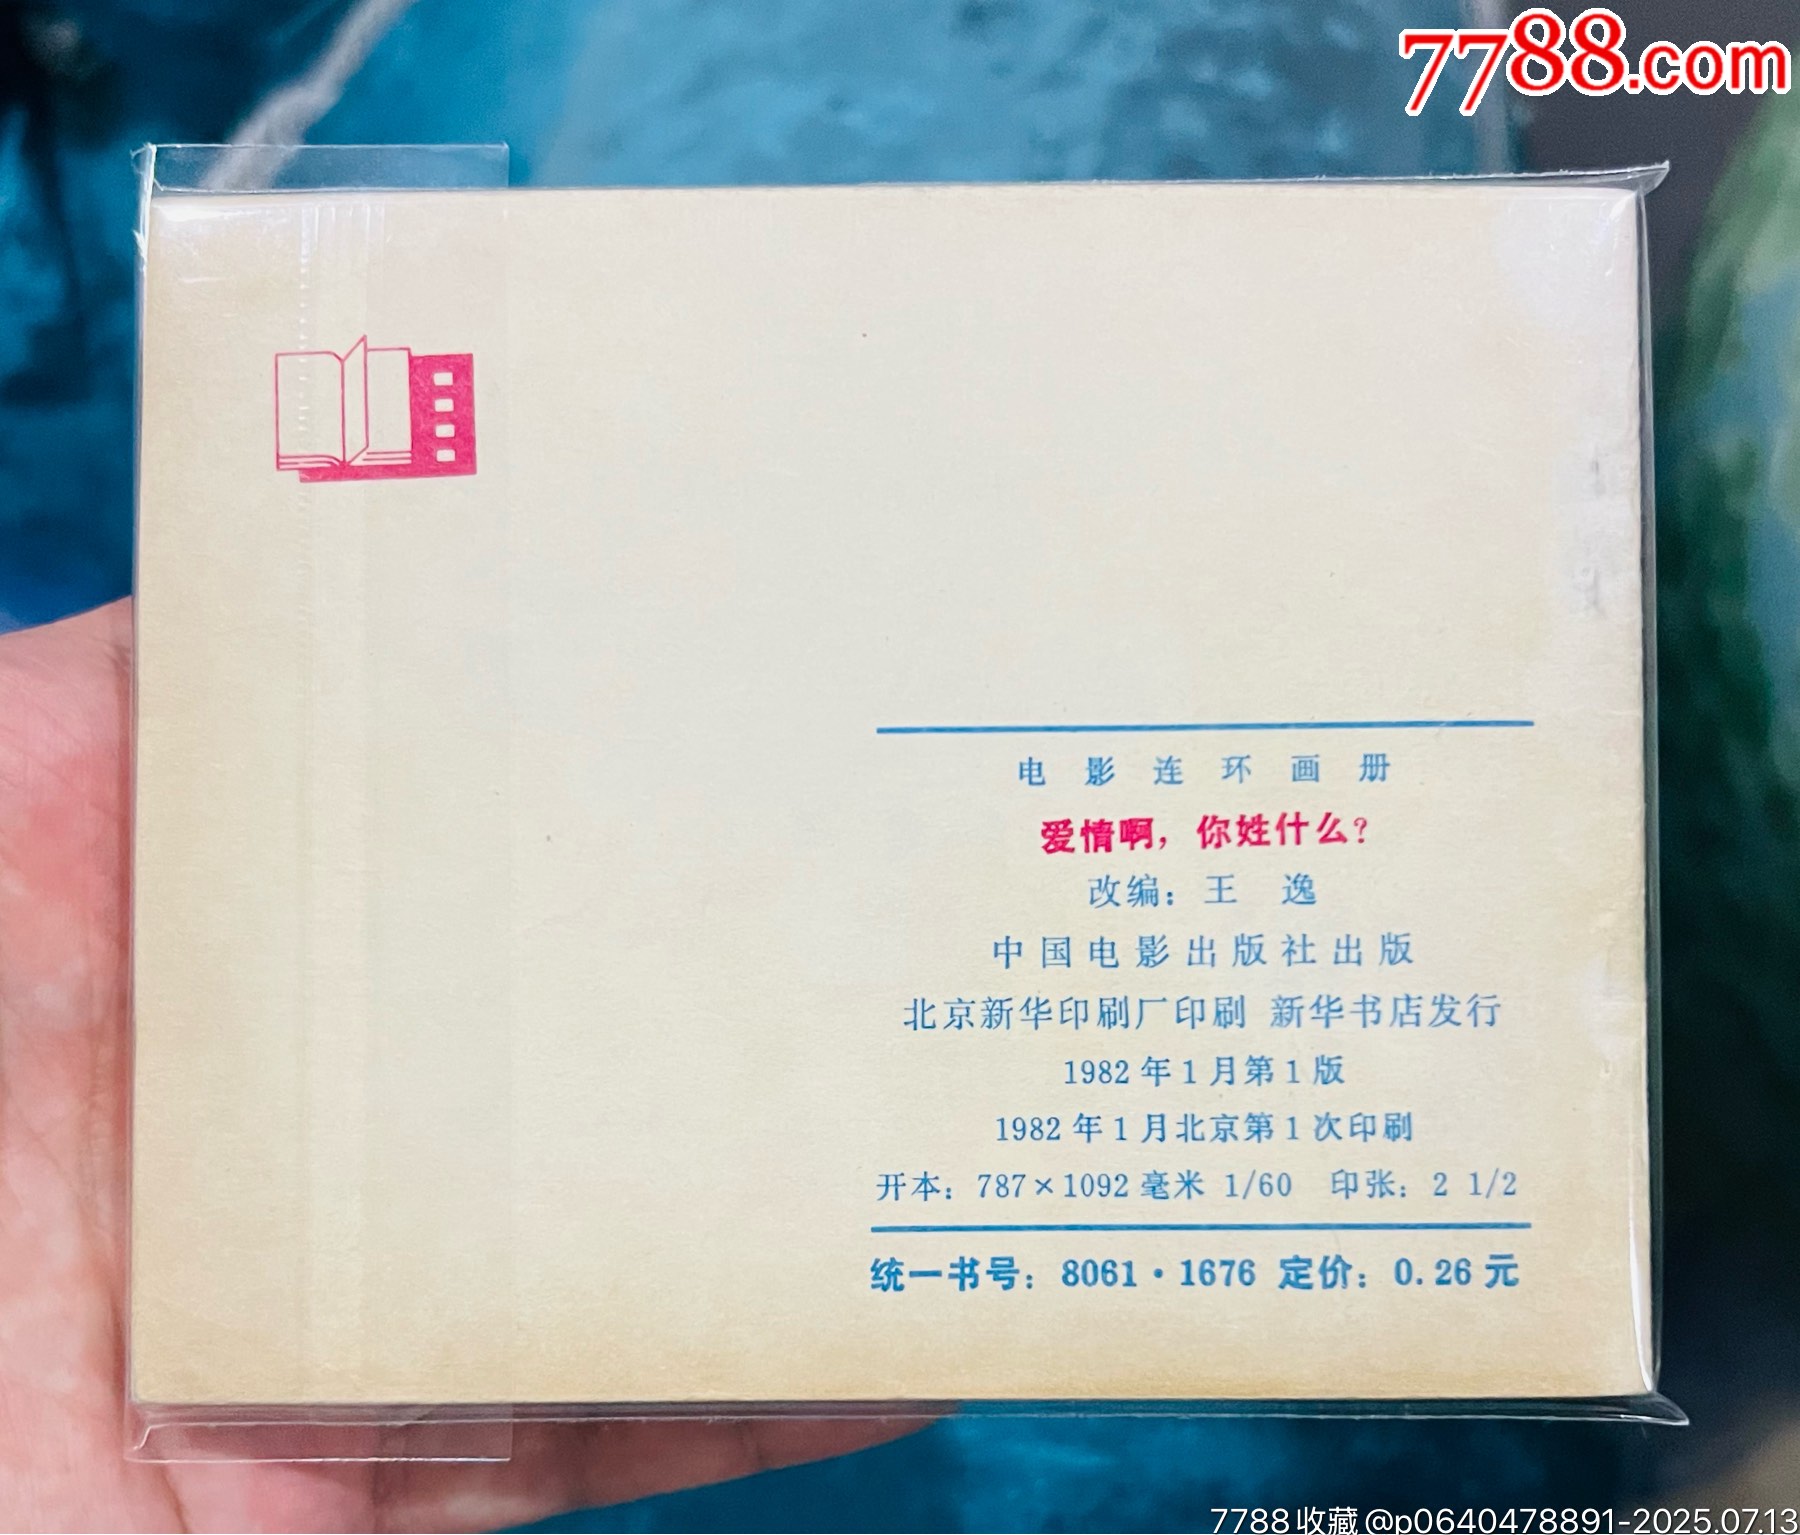 7788.com
电影连环画册
爱情啊，你姓什么？
改编：王 逸
中国电影出版社出版
北京新华印刷厂印刷 新华书店发行
1982年1月第1版
1982年1月北京第1次印刷
开本：787×1092毫米 1/60 印张：2 1/2
统一书号：8061·1676 定价：0.26元
7788收藏@p0640478891-2025.0713